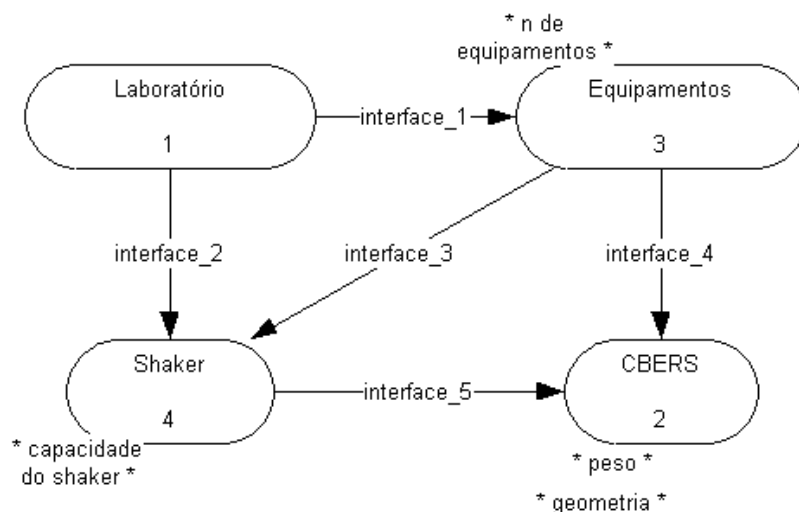 * n de
equipamentos *
Laboratório
1
interface_1
Equipamentos
3
interface_2
interface_3
interface_4
Shaker
4
interface_5
CBERS
2
* capacidade
do shaker *
* peso *
* geometria *